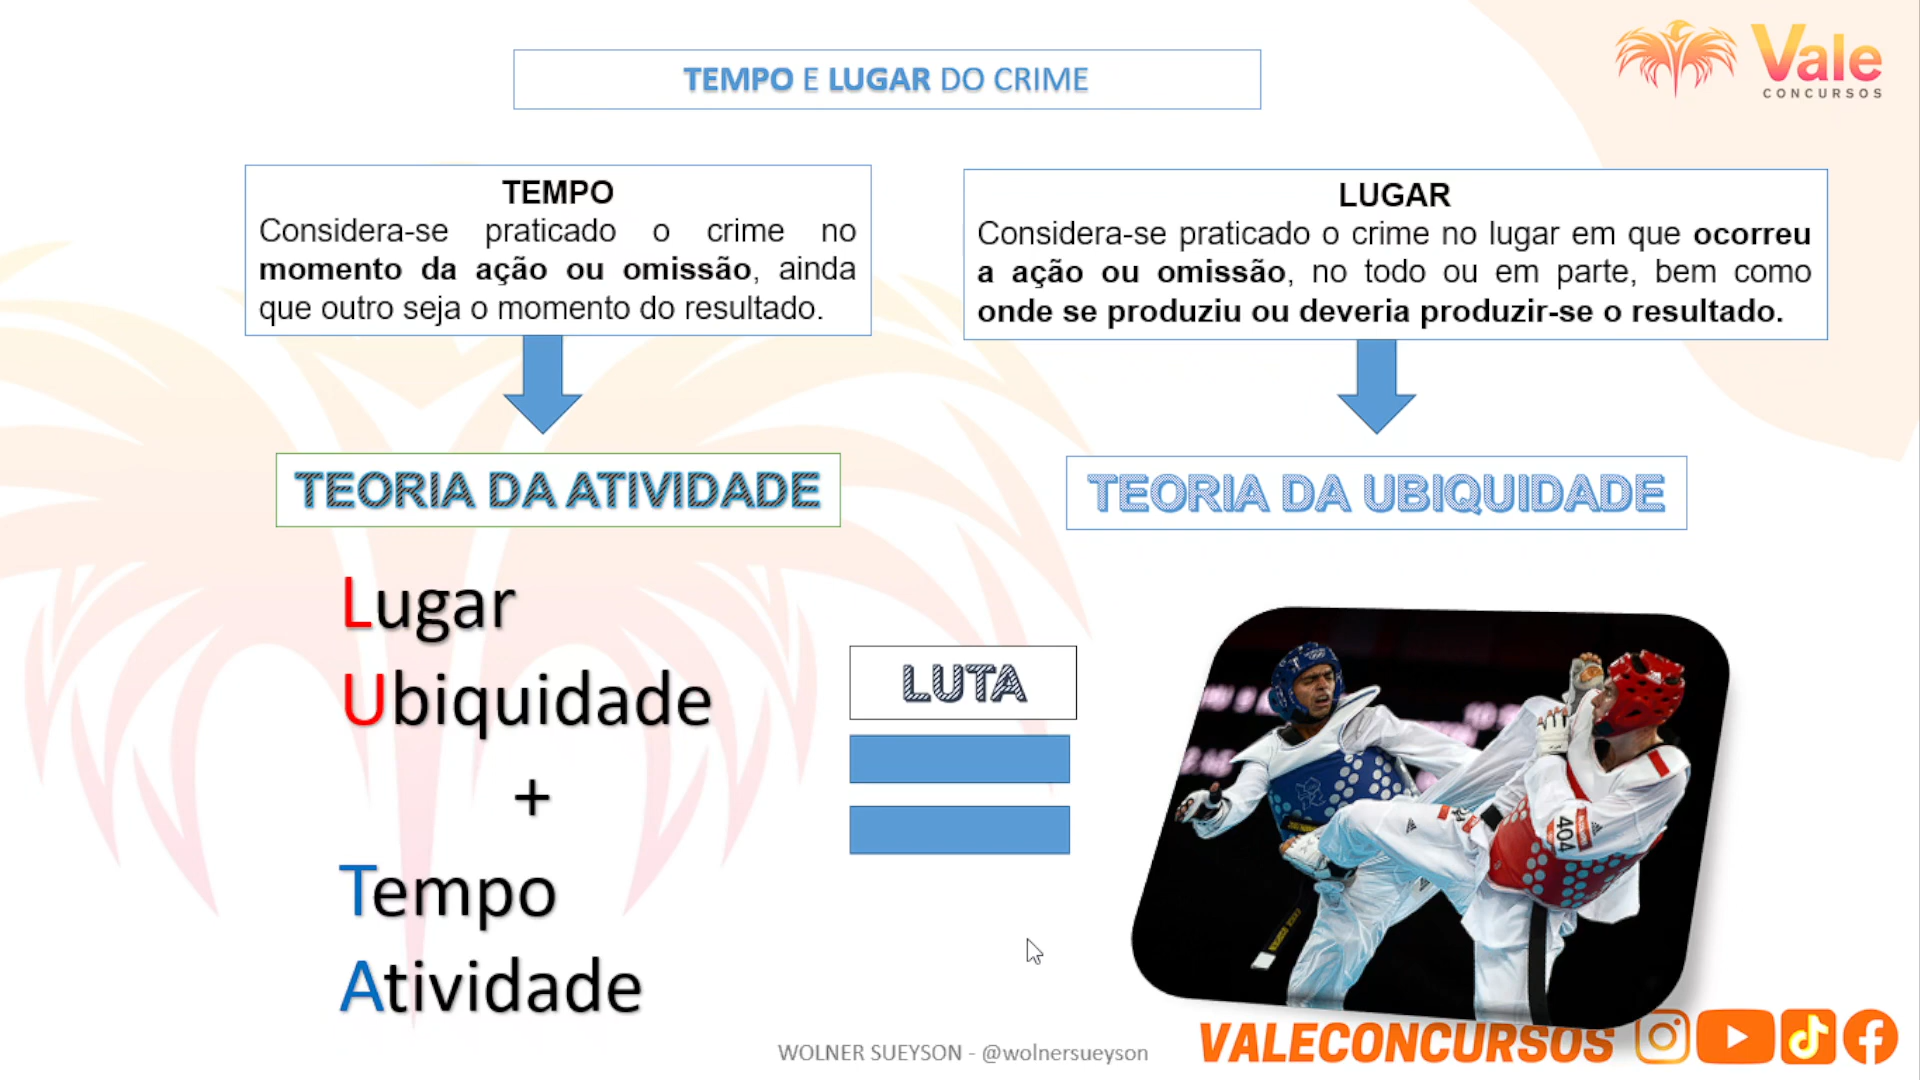 TEMPO E LUGAR DO CRIME
Vale
CONCURSOS
TEMPO
Considera-se praticado o crime no
momento da ação ou omissão, ainda
que outro seja o momento do resultado.
LUGAR
Considera-se praticado o crime no lugar em que ocorreu
a ação ou omissão, no todo ou em parte, bem como
onde se produziu ou deveria produzir-se o resultado.
TEORIA DA ATIVIDADE
TEORIA DA UBIQUIDADE
Lugar
Ubiquidade
+
Tempo
Atividade
LUTA
404
WOLNER SUEYSON - @wolnersueyson
VALECONCURSOS